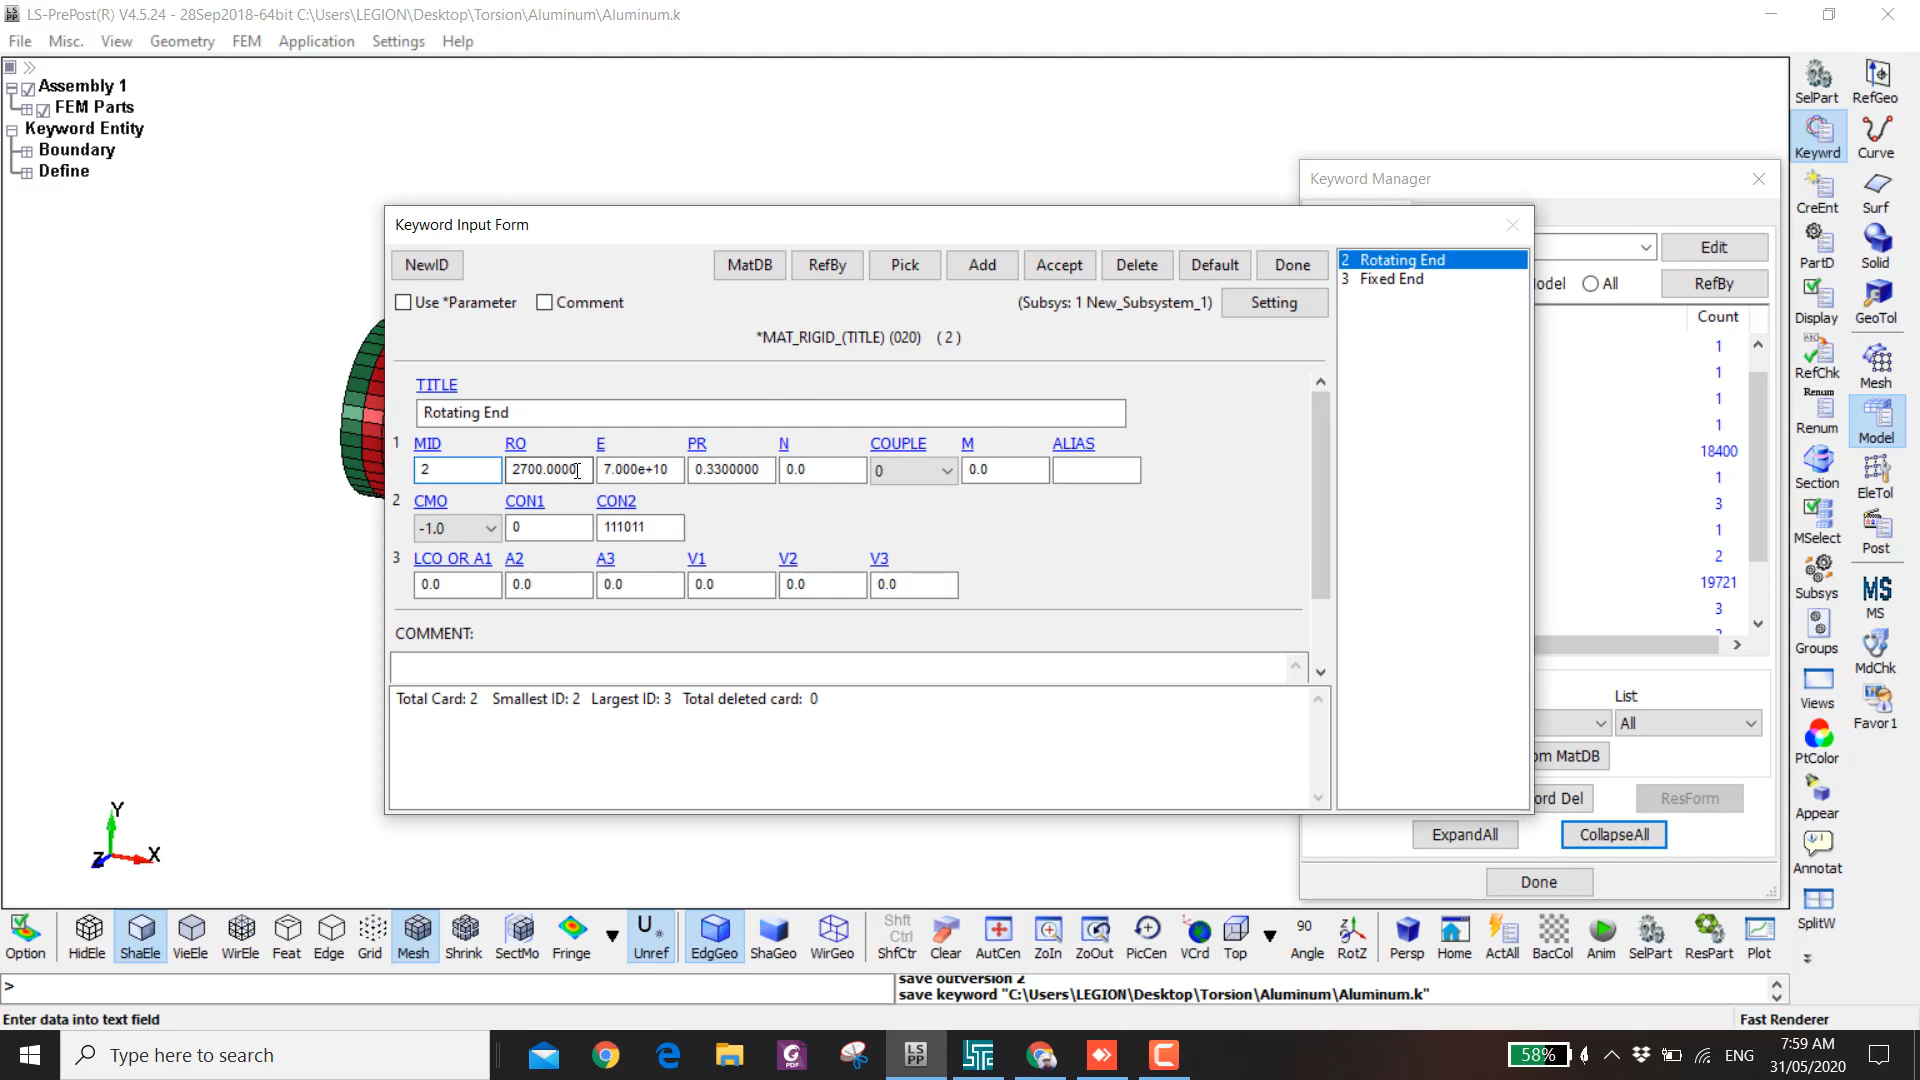 LS-PrePost(R) V4.5.24 - 28Sep2018-64bit C:\Users\LEGION\Desktop\Torsion\Aluminum\Aluminum.k
File Misc. View Geometry FEM Application Settings Help
Assembly 1
FEM Parts
Keyword Entity
Boundary
Define
Keyword Manager
Edit
odel All RefBy
Count
1
1
1
1
18400
1
3
1
2
19721
3
List
All
om MatDB
ord Del ResForm
ExpandAll CollapseAll
Done
Keyword Input Form
NewID MatDB RefBy Pick Add Accept Delete Default Done
Use *Parameter Comment (Subsys: 1 New_Subsystem_1) Setting
*MAT_RIGID_(TITLE) (020) ( 2 )
TITLE
Rotating End
1 MID RO E PR N COUPLE M ALIAS
2 2700.0000 7.000e+10 0.3300000 0.0 0 0.0
2 CMO CON1 CON2
-1.0 0 111011
3 LCO OR A1 A2 A3 V1 V2 V3
0.0 0.0 0.0 0.0 0.0 0.0
COMMENT:
Total Card: 2 Smallest ID: 2 Largest ID: 3 Total deleted card: 0
2 Rotating End
3 Fixed End
SelPart RefGeo
Keywrd Curve
CreEnt Surf
PartD Solid
Display GeoTol
RefChk Mesh
Renum
Renum Model
Section EleTol
MSelect Post
Subsys MS
MS
Groups MdChk
Views Favor1
PtColor
Appear
Annotat
SplitW
Y
Z X
Option HidEle ShaEle VieEle WirEle Feat Edge Grid Mesh Shrink SectMo Fringe U Unref EdgGeo ShaGeo WirGeo Shft Ctrl ShfCtr Clear AutCen ZoIn ZoOut PicCen VCrd Top 90 Angle RotZ Persp Home ActAll BacCol Anim SelPart ResPart Plot
>
save outversion 2
save keyword "C:\Users\LEGION\Desktop\Torsion\Aluminum\Aluminum.k"
Enter data into text field Fast Renderer
Type here to search
LS PP
PDF
58% ENG
7:59 AM
31/05/2020